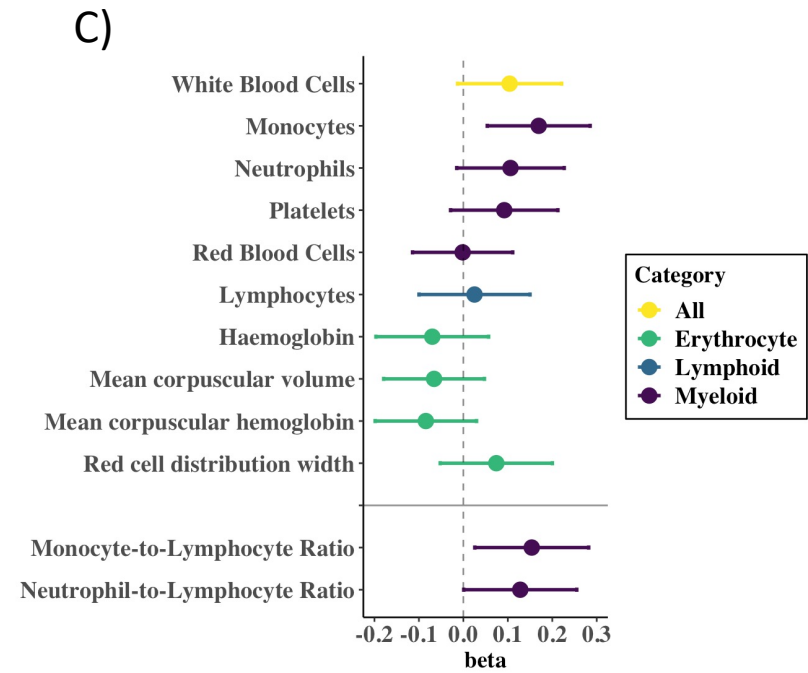 C)
White Blood Cells
Monocytes
Neutrophils
Platelets
Red Blood Cells
Lymphocytes
Haemoglobin
Mean corpuscular volume
Mean corpuscular hemoglobin
Red cell distribution width
Monocyte-to-Lymphocyte Ratio
Neutrophil-to-Lymphocyte Ratio
-0.2 -0.1 0.0 0.1 0.2 0.3
beta
Category
All
Erythrocyte
Lymphoid
Myeloid